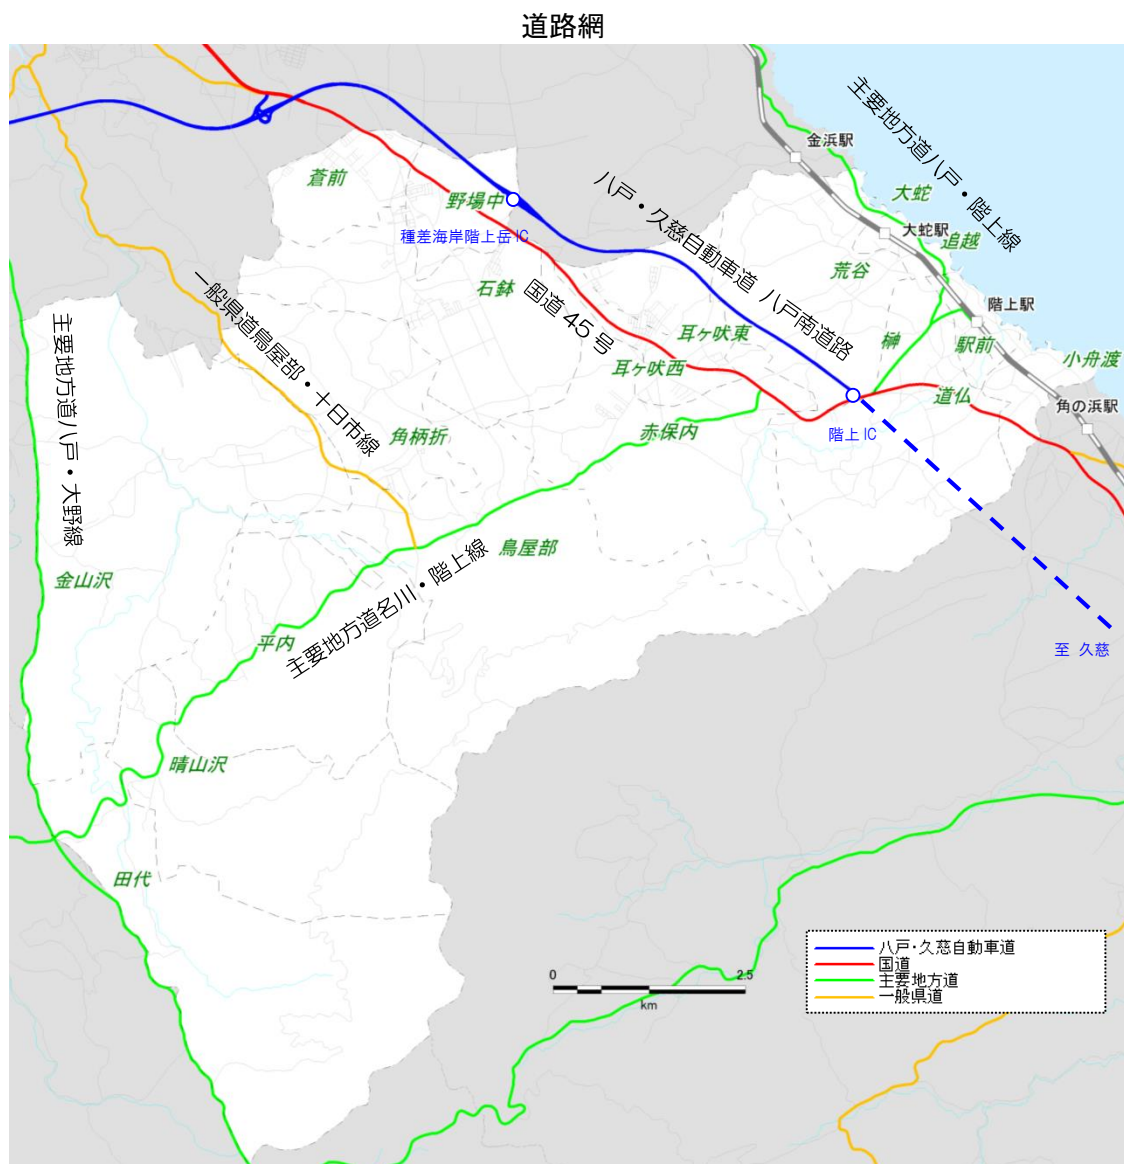 道路網
主要地方道八戸・階上線
金浜駅
蒼前
八戸・久慈自動車道 八戸南道路
大蛇
野場中
大蛇駅
種差海岸階上岳IC
追越
荒谷
一般県道鳥屋部・十日市線
石鉢
国道45号
階上駅
主要地方道八戸・大野線
耳ヶ吠東
榊
駅前
小舟渡
耳ヶ吠西
道仏
角の浜駅
角柄折
赤保内
階上IC
鳥屋部
主要地方道名川・階上線
金山沢
平内
至 久慈
晴山沢
田代
八戸・久慈自動車道
国道
主要地方道
一般県道
0 2.5
km